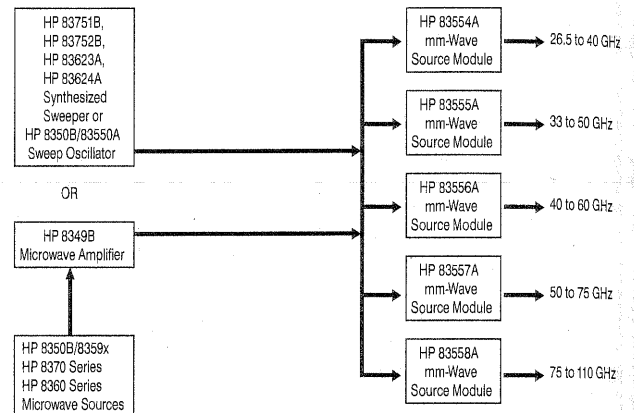 HP 83751B,
HP 83752B,
HP 83623A,
HP 83624A
Synthesized
Sweeper or
HP 8350B/83550A
Sweep Oscillator
OR
HP 8349B
Microwave Amplifier
HP 8350B/8359x
HP 8370 Series
HP 8360 Series
Microwave Sources
HP 83554A
mm-Wave
Source Module
26.5 to 40 GHz
HP 83555A
mm-Wave
Source Module
33 to 50 GHz
HP 83556A
mm-Wave
Source Module
40 to 60 GHz
HP 83557A
mm-Wave
Source Module
50 to 75 GHz
HP 83558A
mm-Wave
Source Module
75 to 110 GHz